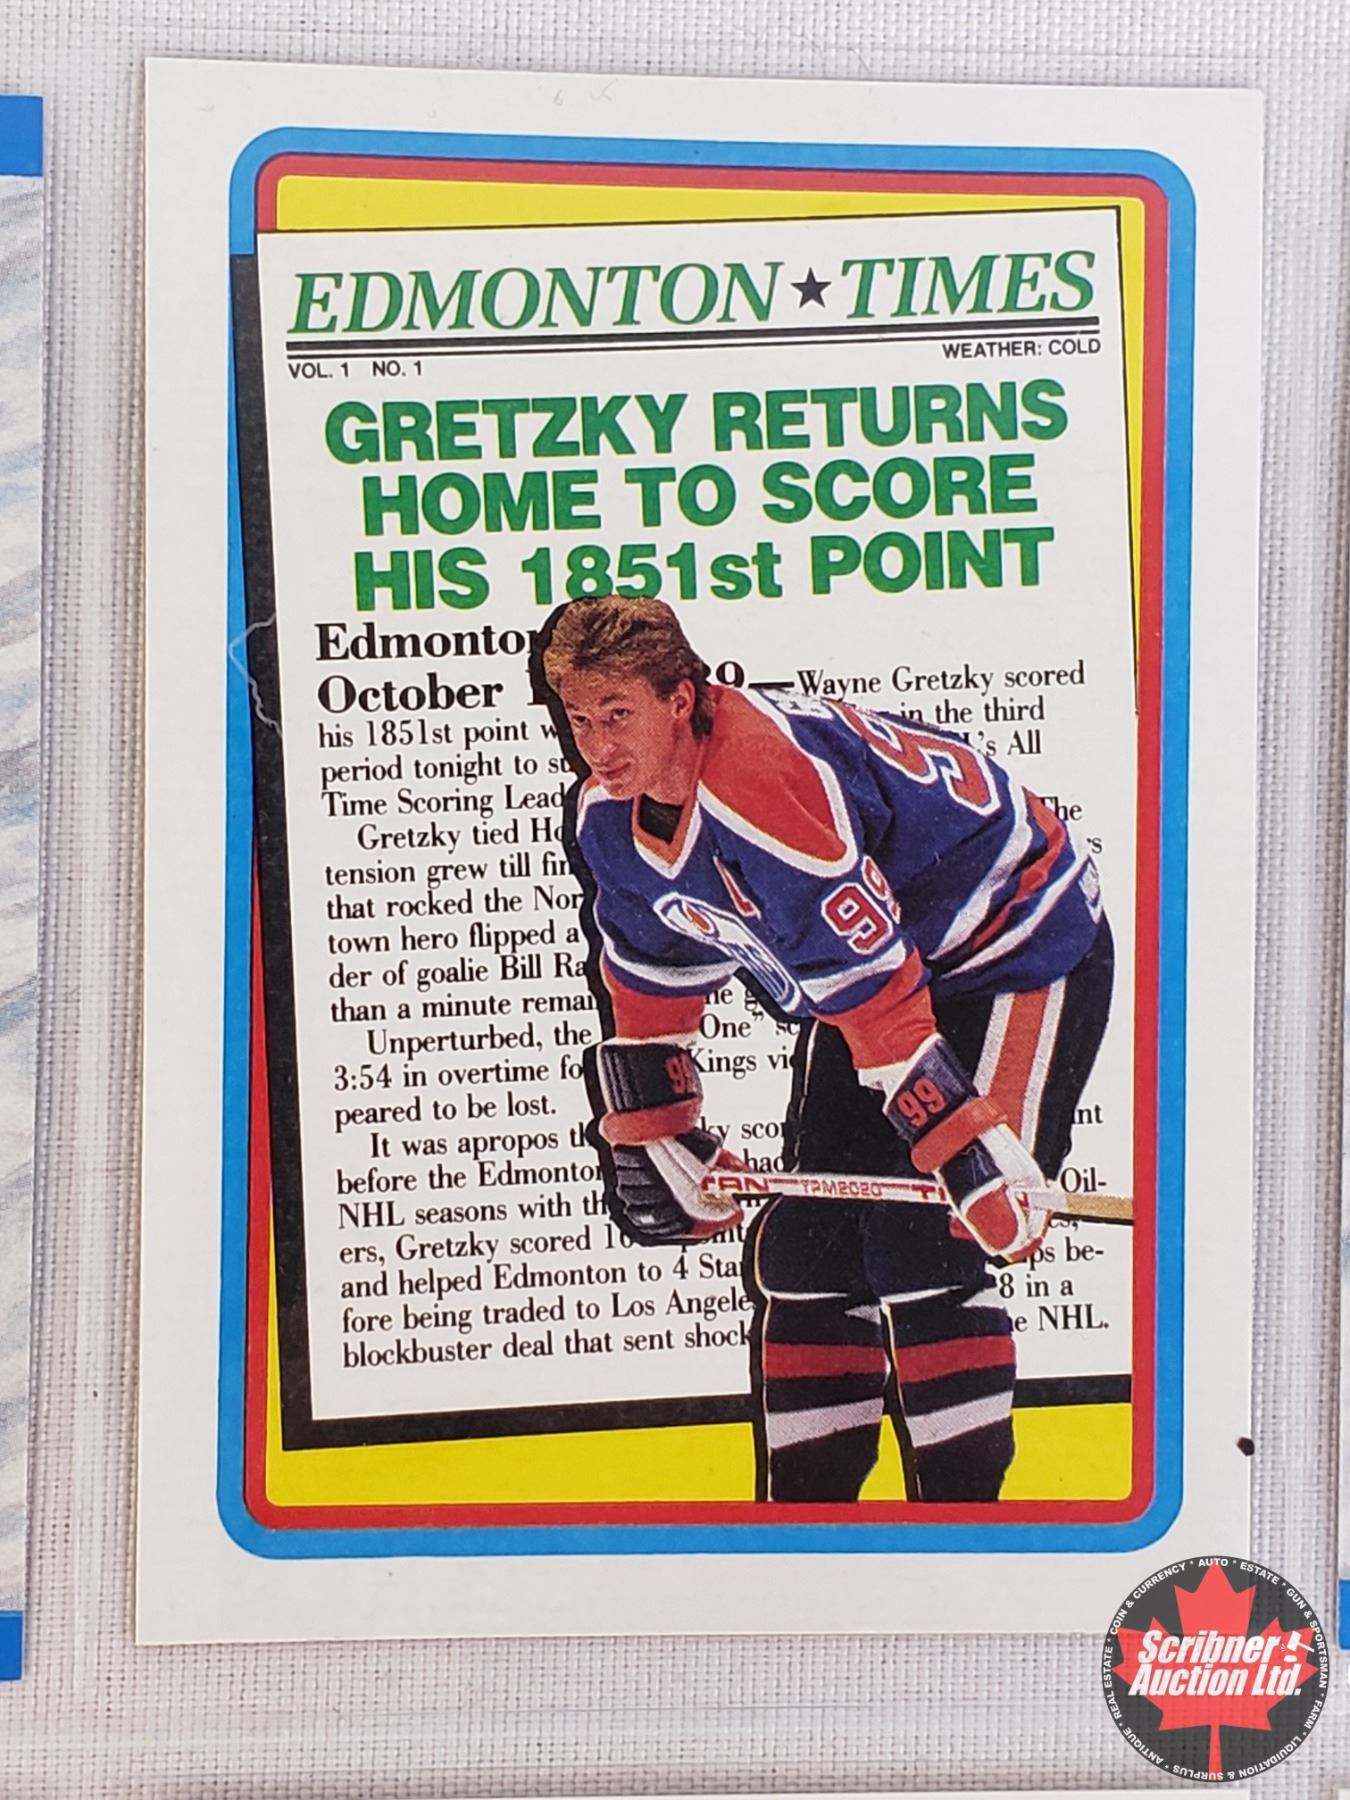 EDMONTON★TIMES
VOL. 1 NO. 1 WEATHER: COLD
GRETZKY RETURNS
HOME TO SCORE
HIS 1851st POINT
Edmonton
October 9—Wayne Gretzky scored
his 1851st point in the third
period tonight to 's All
Time Scoring Lead
Gretzky tied The
tension grew till
that rocked the
town hero flipped a
der of goalie Bill
than a minute
Unperturbed, the One”
3:54 in overtime Kings
peared to be lost.
It was apropos
before the had
NHL seasons with Oil-
ers, Gretzky scored
and helped Edmonton to 4 be-
fore being traded to Los Angeles 8 in a
blockbuster deal that sent NHL.
99
99
99
99
TPM2020
Scribner
Auction Ltd.
ANTIQUE * REAL ESTATE * COIN & CURRENCY * AUTO * ESTATE * GUN & SPORTSMAN * FARM * LIQUIDATION & SURPLUS *